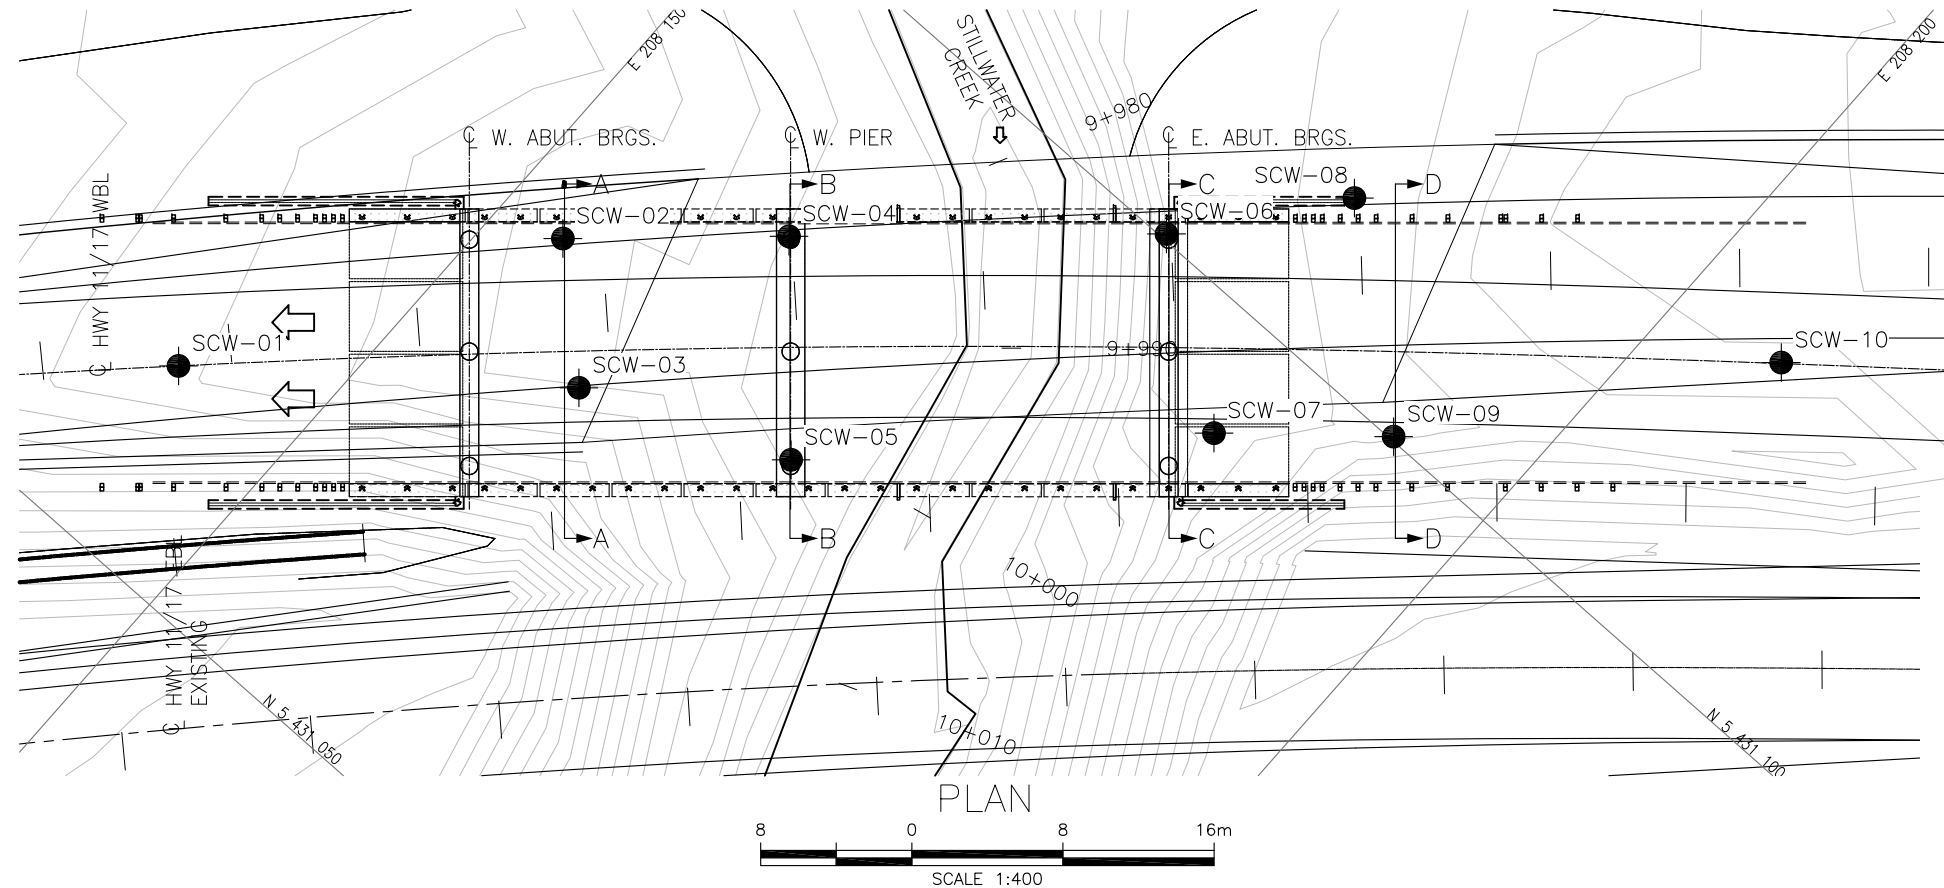 E 208 150
STILLWATER
CREEK
9+980
E 208 200
℄ W. ABUT. BRGS.
℄ W. PIER
℄ E. ABUT. BRGS.
A
B
C
D
SCW-08
SCW-02
SCW-04
SCW-06
℄ HWY 11/17 WBL
SCW-01
SCW-03
SCW-10
SCW-07
SCW-09
SCW-05
A
B
C
D
10+000
℄ HWY 11/17 EBL
EXISTING
N 5 431 050
10+010
N 5 431 100
PLAN
8 0 8 16m
SCALE 1:400